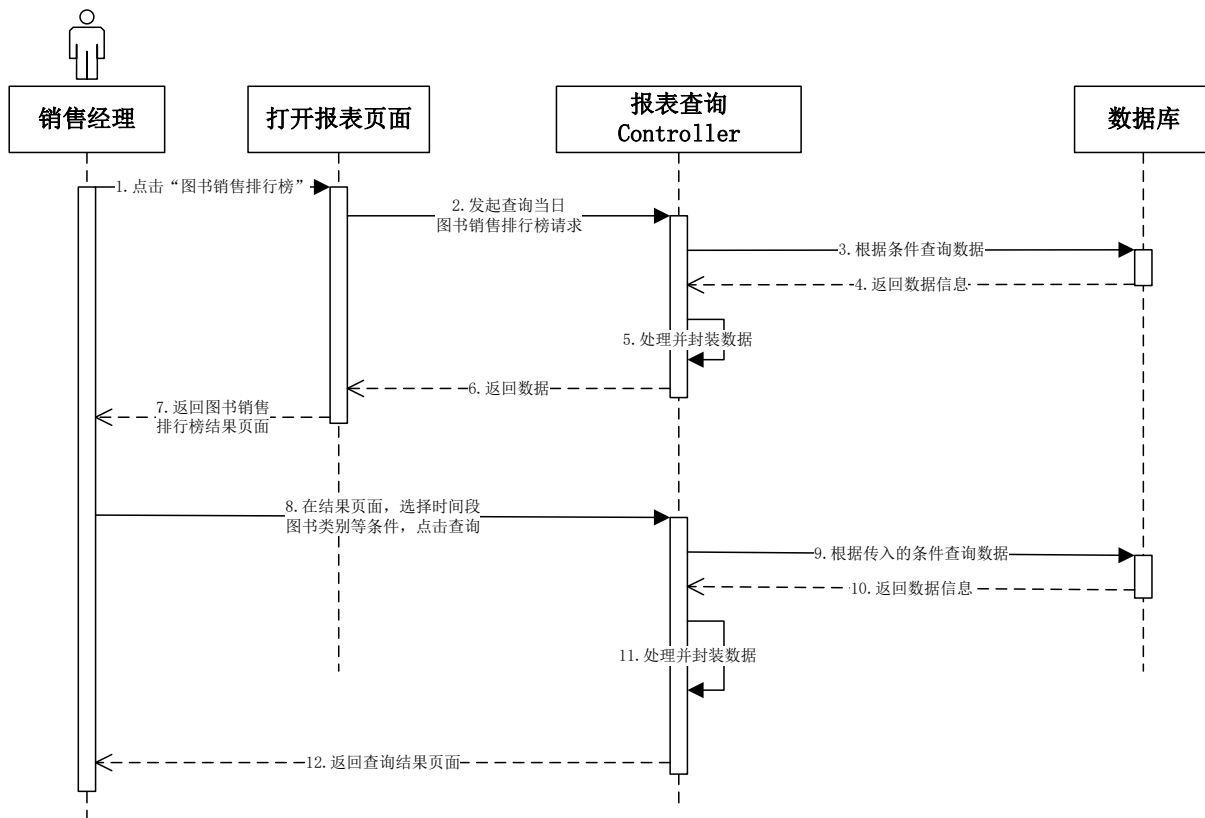 销售经理
打开报表页面
报表查询
Controller
数据库
1.点击“图书销售排行榜”
2.发起查询当日
图书销售排行榜请求
3.根据条件查询数据
4.返回数据信息
5.处理并封装数据
6.返回数据
7.返回图书销售
排行榜结果页面
8.在结果页面，选择时间段
图书类别等条件，点击查询
9.根据传入的条件查询数据
10.返回数据信息
11.处理并封装数据
12.返回查询结果页面